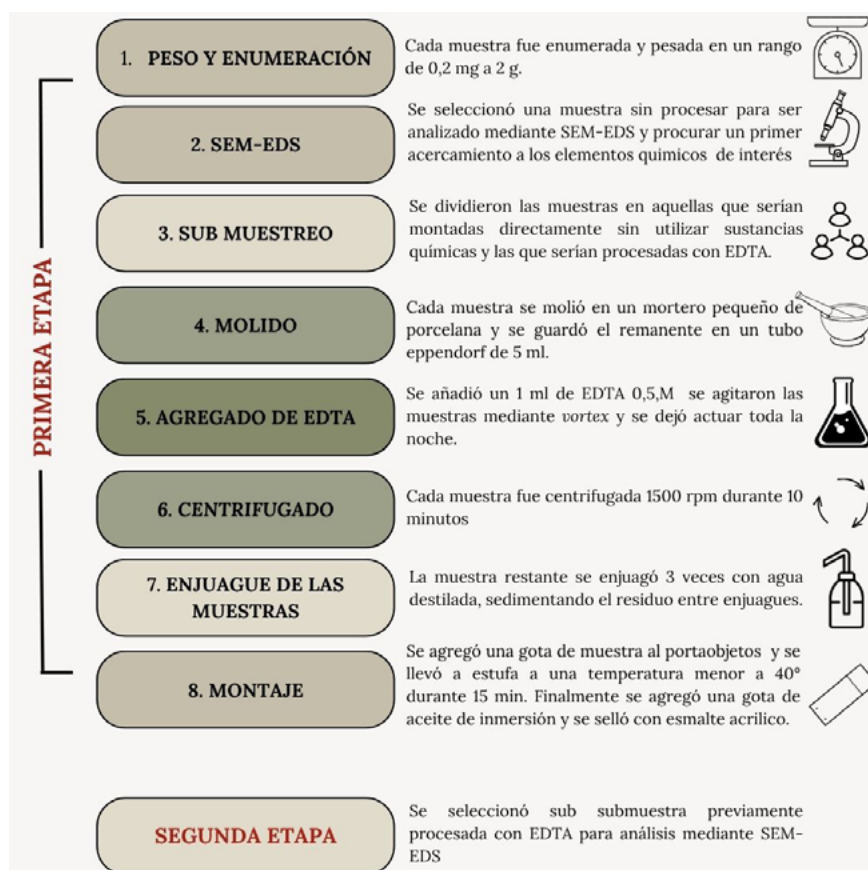 PRIMERA ETAPA
1. PESO Y ENUMERACIÓN
Cada muestra fue enumerada y pesada en un rango
de 0,2 mg a 2 g.
2. SEM-EDS
Se seleccionó una muestra sin procesar para ser
analizado mediante SEM-EDS y procurar un primer
acercamiento a los elementos quimicos de interés
3. SUB MUESTREO
Se dividieron las muestras en aquellas que serían
montadas directamente sin utilizar sustancias
químicas y las que serían procesadas con EDTA.
4. MOLIDO
Cada muestra se molió en un mortero pequeño de
porcelana y se guardó el remanente en un tubo
eppendorf de 5 ml.
5. AGREGADO DE EDTA
Se añadió un 1 ml de EDTA 0,5,M se agitaron las
muestras mediante vortex y se dejó actuar toda la
noche.
6. CENTRIFUGADO
Cada muestra fue centrifugada 1500 rpm durante 10
minutos
7. ENJUAGUE DE LAS
MUESTRAS
La muestra restante se enjuagó 3 veces con agua
destilada, sedimentando el residuo entre enjuagues.
8. MONTAJE
Se agregó una gota de muestra al portaobjetos y se
llevó a estufa a una temperatura menor a 40º
durante 15 min. Finalmente se agregó una gota de
aceite de inmersión y se selló con esmalte acrilico.
SEGUNDA ETAPA
Se seleccionó sub submuestra previamente
procesada con EDTA para análisis mediante SEM-
EDS